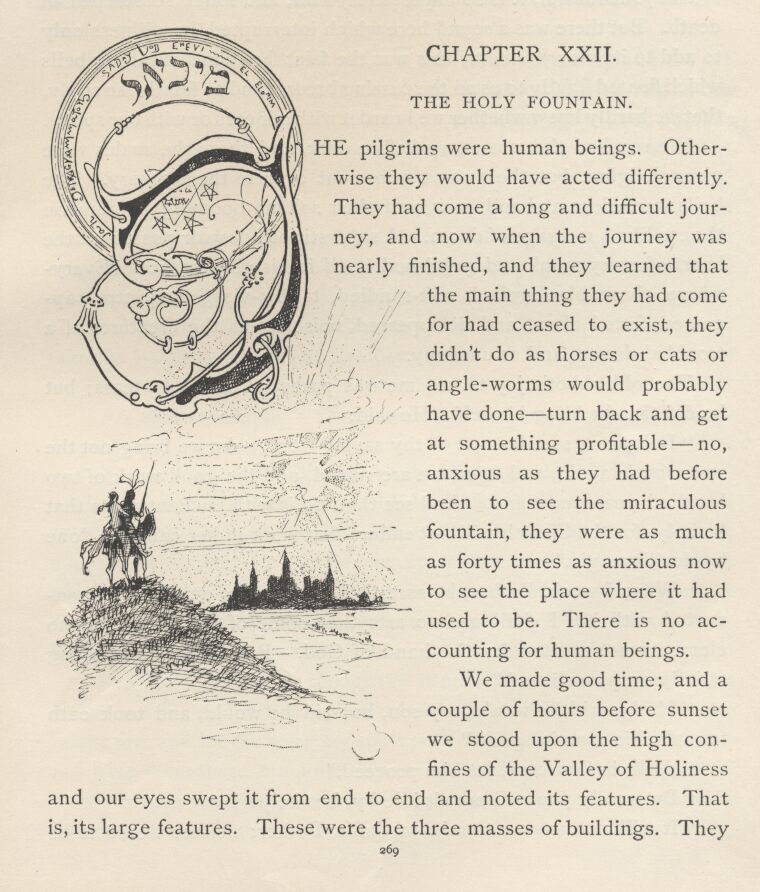 CHAPTER XXII.
THE HOLY FOUNTAIN.
THE pilgrims were human beings. Other-
wise they would have acted differently.
They had come a long and difficult jour-
ney, and now when the journey was
nearly finished, and they learned that
the main thing they had come
for had ceased to exist, they
didn't do as horses or cats or
angle-worms would probably
have done—turn back and get
at something profitable—no,
anxious as they had before
been to see the miraculous
fountain, they were as much
as forty times as anxious now
to see the place where it had
used to be. There is no ac-
counting for human beings.
We made good time; and a
couple of hours before sunset
we stood upon the high con-
fines of the Valley of Holiness
and our eyes swept it from end to end and noted its features. That
is, its large features. These were the three masses of buildings. They
269